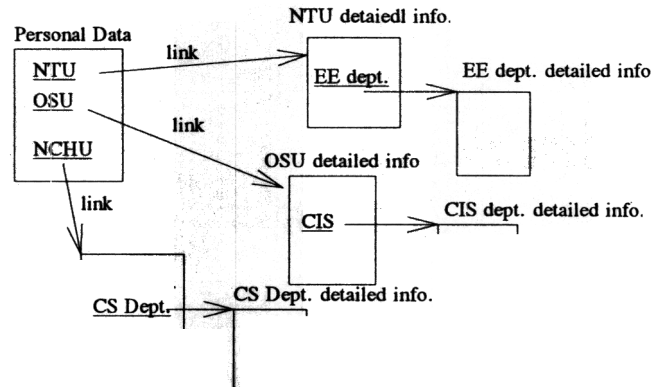 NTU detaiedl info.
Personal Data
link
NTU
EE dept.
EE dept. detailed info
OSU
link
NCHU
OSU detailed info
link
CIS
CIS dept. detailed info.
CS Dept.
CS Dept. detailed info.